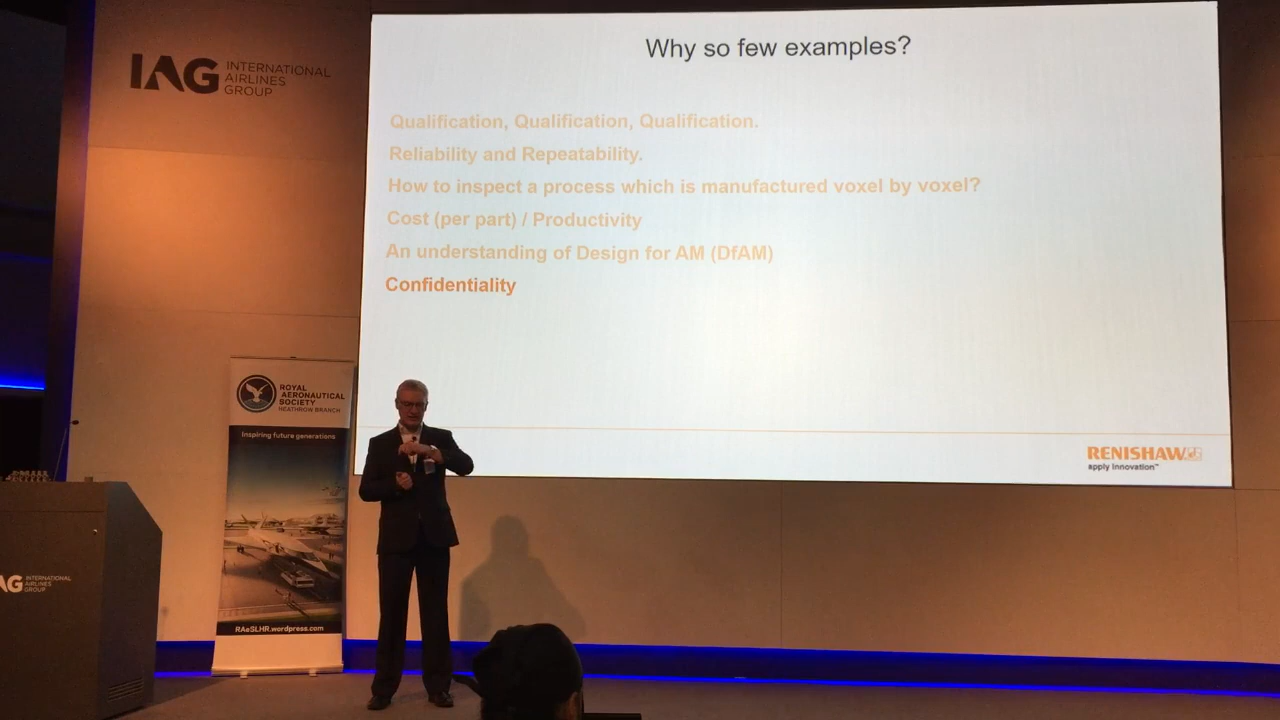 IAG INTERNATIONAL
AIRLINES
GROUP
Why so few examples?
Qualification, Qualification, Qualification.
Reliability and Repeatability.
How to inspect a process which is manufactured voxel by voxel?
Cost (per part) / Productivity
An understanding of Design for AM (DfAM)
Confidentiality
RENISHAW
apply innovation™
ROYAL
AERONAUTICAL
SOCIETY
HEATHROW BRANCH
Inspiring future generations
RAeSLHR.wordpress.com
AG INTERNATIONAL
AIRLINES
GROUP